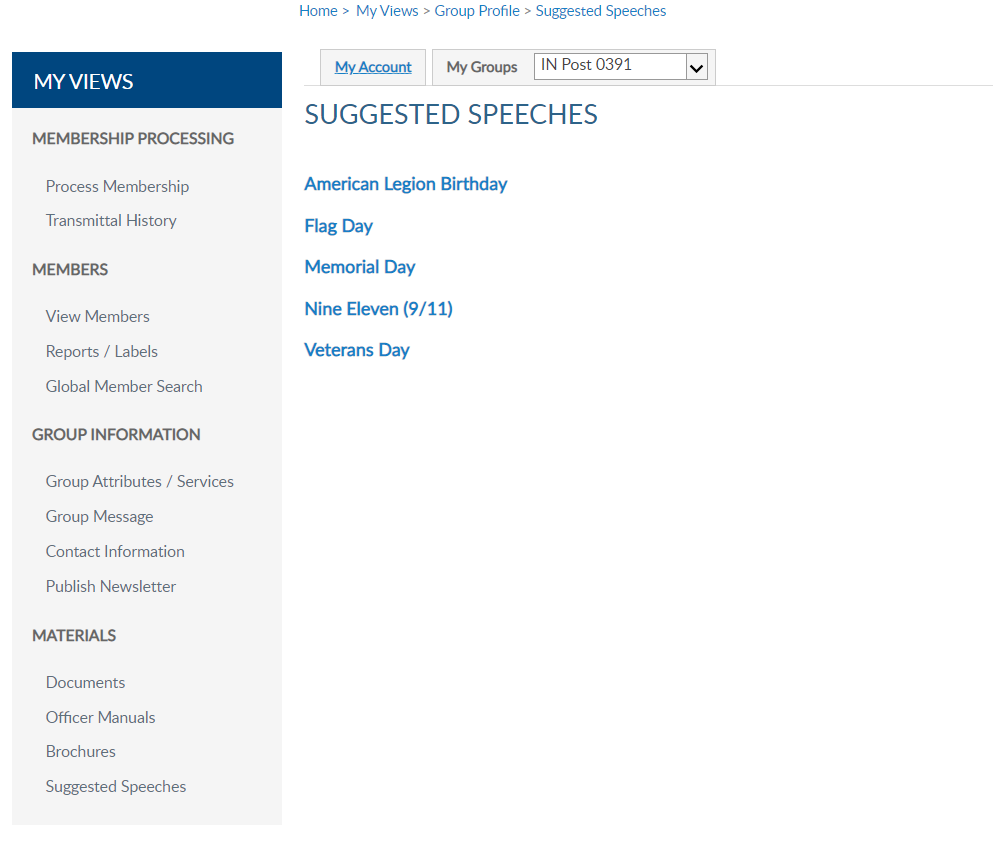 Home > My Views > Group Profile > Suggested Speeches
MY VIEWS
MEMBERSHIP PROCESSING
Process Membership
Transmittal History
MEMBERS
View Members
Reports / Labels
Global Member Search
GROUP INFORMATION
Group Attributes / Services
Group Message
Contact Information
Publish Newsletter
MATERIALS
Documents
Officer Manuals
Brochures
Suggested Speeches
My Account My Groups IN Post 0391
SUGGESTED SPEECHES
American Legion Birthday
Flag Day
Memorial Day
Nine Eleven (9/11)
Veterans Day